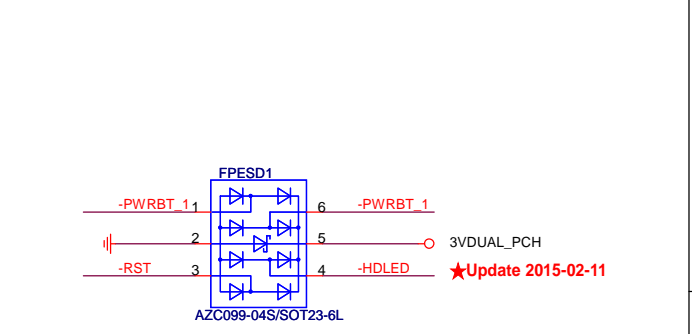 FPESD1
-PWRBT_1 1 6 -PWRBT_1
2 5 3VDUAL_PCH
-RST 3 4 -HDLED
★Update 2015-02-11
AZC099-04S/SOT23-6L